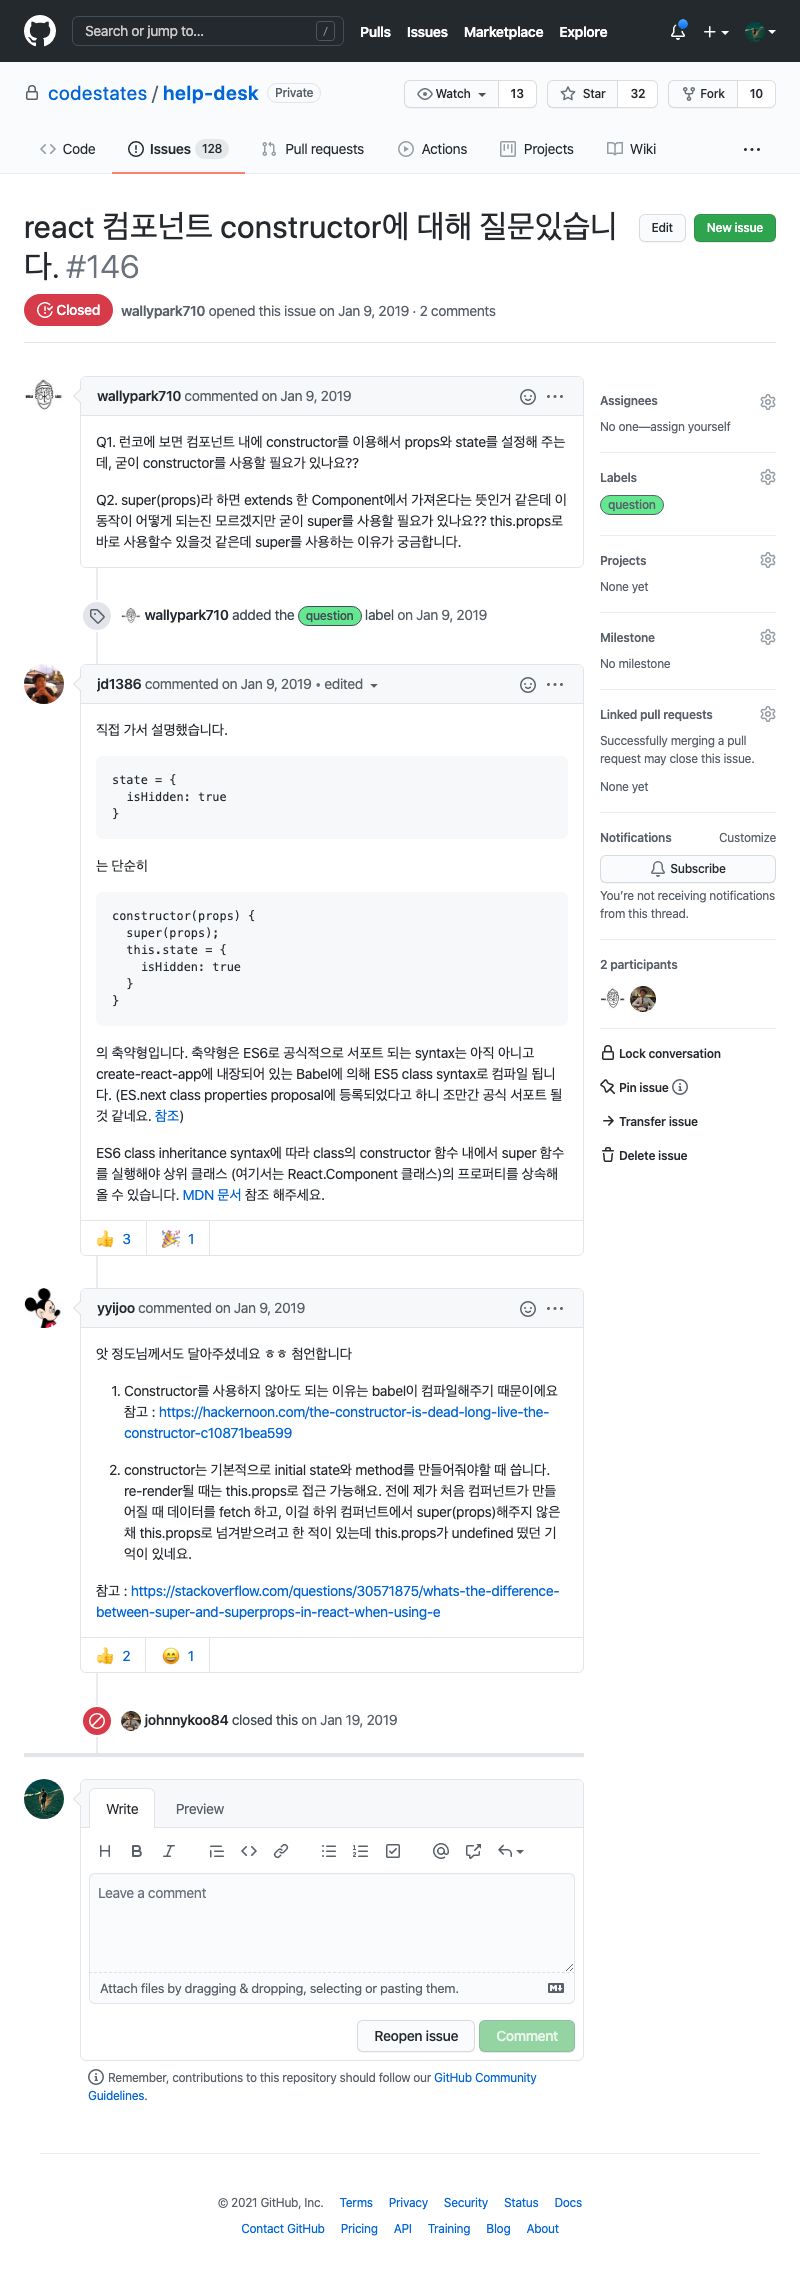 Search or jump to... /
Pulls Issues Marketplace Explore
codestates / help-desk Private
Watch 13 Star 32 Fork 10
Code Issues 128 Pull requests Actions Projects Wiki
react 컴포넌트 constructor에 대해 질문있습니
다. #146
Edit New issue
Closed wallypark710 opened this issue on Jan 9, 2019 · 2 comments
wallypark710 commented on Jan 9, 2019
Q1. 런코에 보면 컴포넌트 내에 constructor를 이용해서 props와 state를 설정해 주는
데, 굳이 constructor를 사용할 필요가 있나요??
Q2. super(props)라 하면 extends 한 Component에서 가져온다는 뜻인거 같은데 이
동작이 어떻게 되는진 모르겠지만 굳이 super를 사용할 필요가 있나요?? this.props로
바로 사용할수 있을것 같은데 super를 사용하는 이유가 궁금합니다.
wallypark710 added the question label on Jan 9, 2019
jd1386 commented on Jan 9, 2019 • edited
직접 가서 설명했습니다.
state = {
isHidden: true
}
는 단순히
constructor(props) {
super(props);
this.state = {
isHidden: true
}
}
의 축약형입니다. 축약형은 ES6로 공식적으로 서포트 되는 syntax는 아직 아니고
create-react-app에 내장되어 있는 Babel에 의해 ES5 class syntax로 컴파일 됩니
다. (ES.next class properties proposal에 등록되었다고 하니 조만간 공식 서포트 될
것 같네요. 참조)
ES6 class inheritance syntax에 따라 class의 constructor 함수 내에서 super 함수
를 실행해야 상위 클래스 (여기서는 React.Component 클래스)의 프로퍼티를 상속해
올 수 있습니다. MDN 문서 참조 해주세요.
3 1
yyijoo commented on Jan 9, 2019
앗 정도님께서도 달아주셨네요 ㅎㅎ 첨언합니다
1. Constructor를 사용하지 않아도 되는 이유는 babel이 컴파일해주기 때문이에요
참고 : https://hackernoon.com/the-constructor-is-dead-long-live-the-
constructor-c10871bea599
2. constructor는 기본적으로 initial state와 method를 만들어줘야할 때 씁니다.
re-render될 때는 this.props로 접근 가능해요. 전에 제가 처음 컴퍼넌트가 만들
어질 때 데이터를 fetch 하고, 이걸 하위 컴퍼넌트에서 super(props)해주지 않은
채 this.props로 넘겨받으려고 한 적이 있는데 this.props가 undefined 떴던 기
억이 있네요.
참고 : https://stackoverflow.com/questions/30571875/whats-the-difference-
between-super-and-superprops-in-react-when-using-e
2 1
johnnykoo84 closed this on Jan 19, 2019
Write Preview
H B I
Leave a comment
Attach files by dragging & dropping, selecting or pasting them.
Reopen issue Comment
Remember, contributions to this repository should follow our GitHub Community
Guidelines.
Assignees
No one—assign yourself
Labels
question
Projects
None yet
Milestone
No milestone
Linked pull requests
Successfully merging a pull
request may close this issue.
None yet
Notifications Customize
Subscribe
You're not receiving notifications
from this thread.
2 participants
Lock conversation
Pin issue
Transfer issue
Delete issue
© 2021 GitHub, Inc. Terms Privacy Security Status Docs
Contact GitHub Pricing API Training Blog About